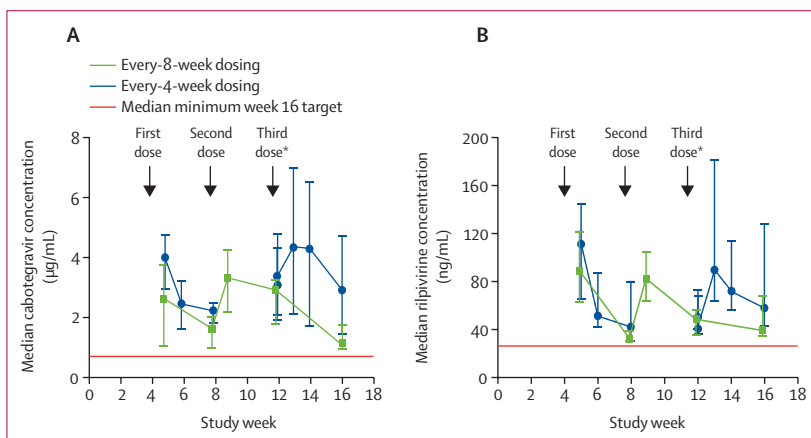 A
B
Every-8-week dosing
Every-4-week dosing
Median minimum week 16 target
First
dose
Second
dose
Third
dose*
8
6
4
2
0
Median cabotegravir concentration
(µg/mL)
0 2 4 6 8 10 12 14 16 18
Study week
First
dose
Second
dose
Third
dose*
200
160
120
80
40
0
Median rilpivirine concentration
(ng/mL)
0 2 4 6 8 10 12 14 16 18
Study week